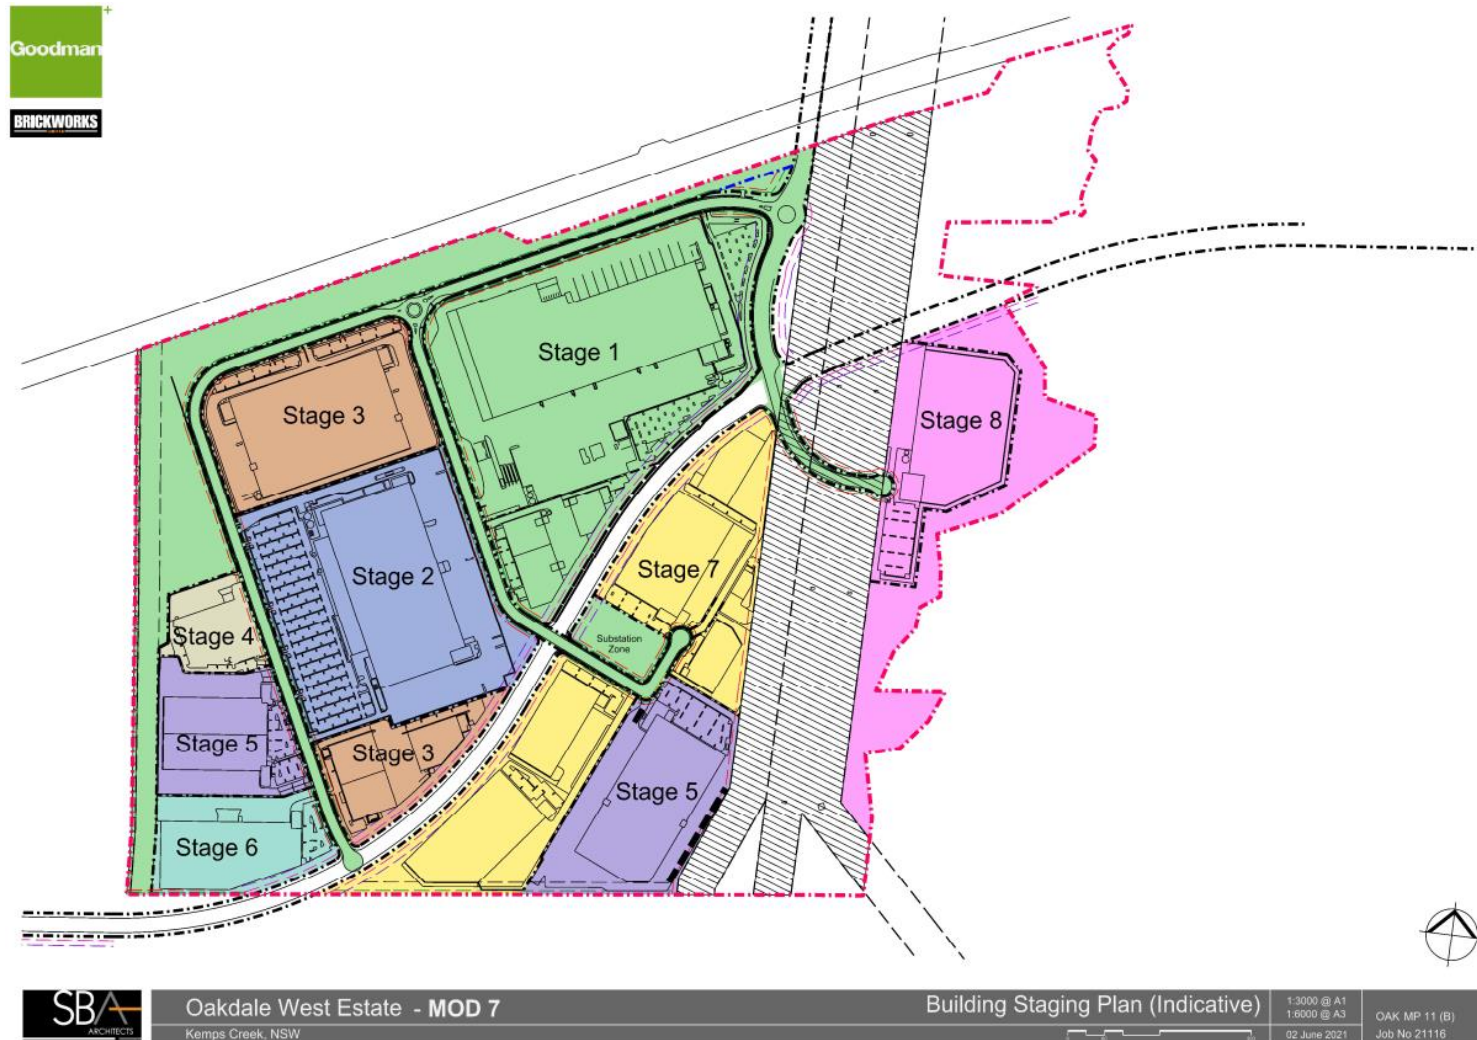 Goodman
BRICKWORKS
Stage 1
Stage 3
Stage 8
Stage 2
Stage 7
Stage 4
Substation
Zone
Stage 5
Stage 3
Stage 5
Stage 6
SBA
ARCHITECTS
Oakdale West Estate - MOD 7
Kemps Creek, NSW
Building Staging Plan (Indicative)
1:3000 @ A1
1:6000 @ A3
02 June 2021
OAK MP 11 (B)
Job No 21116